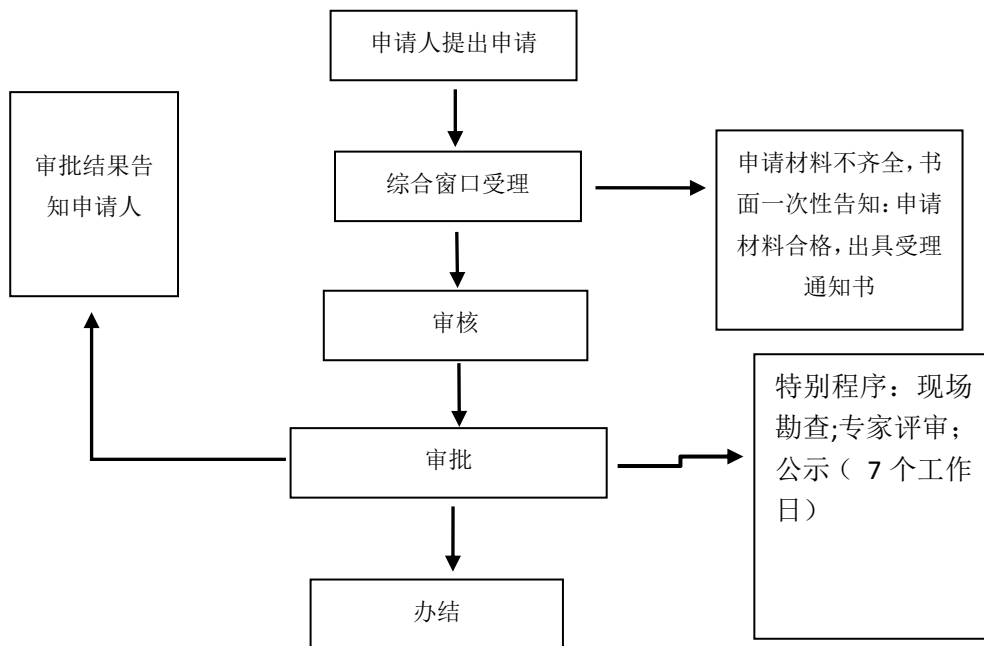 申请人提出申请
审批结果告
知申请人
综合窗口受理
申请材料不齐全，书
面一次性告知：申请
材料合格，出具受理
通知书
审核
特别程序：现场
勘查;专家评审；
公示（ 7 个工作
日）
审批
办结